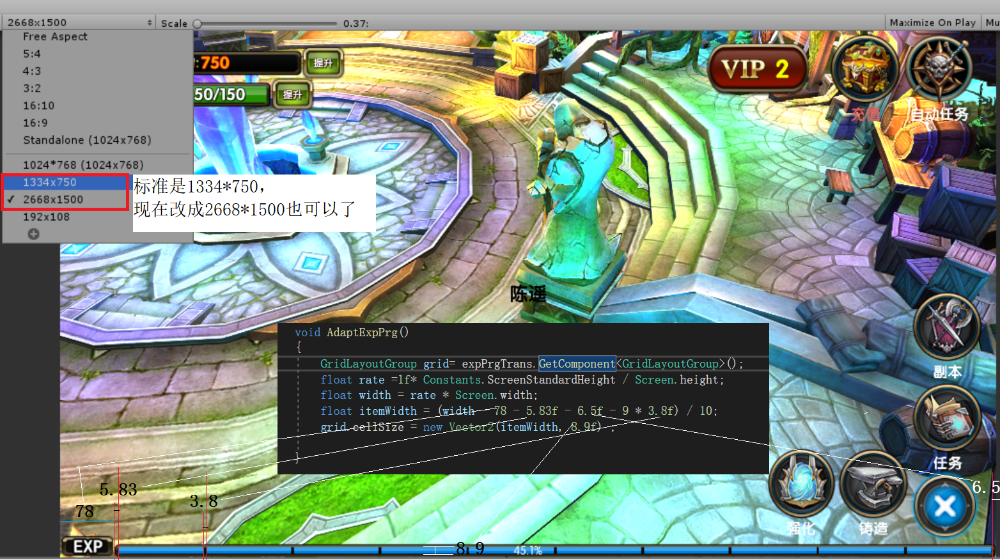 2668x1500
Scale
0.37:
Maximize On Play
Mu
Free Aspect
5:4
4:3
3:2
16:10
16:9
Standalone (1024x768)
1024*768 (1024x768)
1334x750
2668x1500
192x108
标准是1334*750,
现在改成2668*1500也可以了
:750
提升
50/150
提升
VIP 2
充值
自动任务
陈遥
void AdaptExpPrg()
{
GridLayoutGroup grid= expPrgTrans.GetComponent<GridLayoutGroup>();
float rate =1f* Constants.ScreenStandardHeight / Screen.height;
float width = rate * Screen.width;
float itemWidth = (width - 78 - 5.83f - 6.5f - 9 * 3.8f) / 10;
grid.cellSize = new Vector2(itemWidth, 8.9f) ;
}
副本
任务
强化
铸造
5.83
3.8
78
6.5
8.9
EXP
45.1%